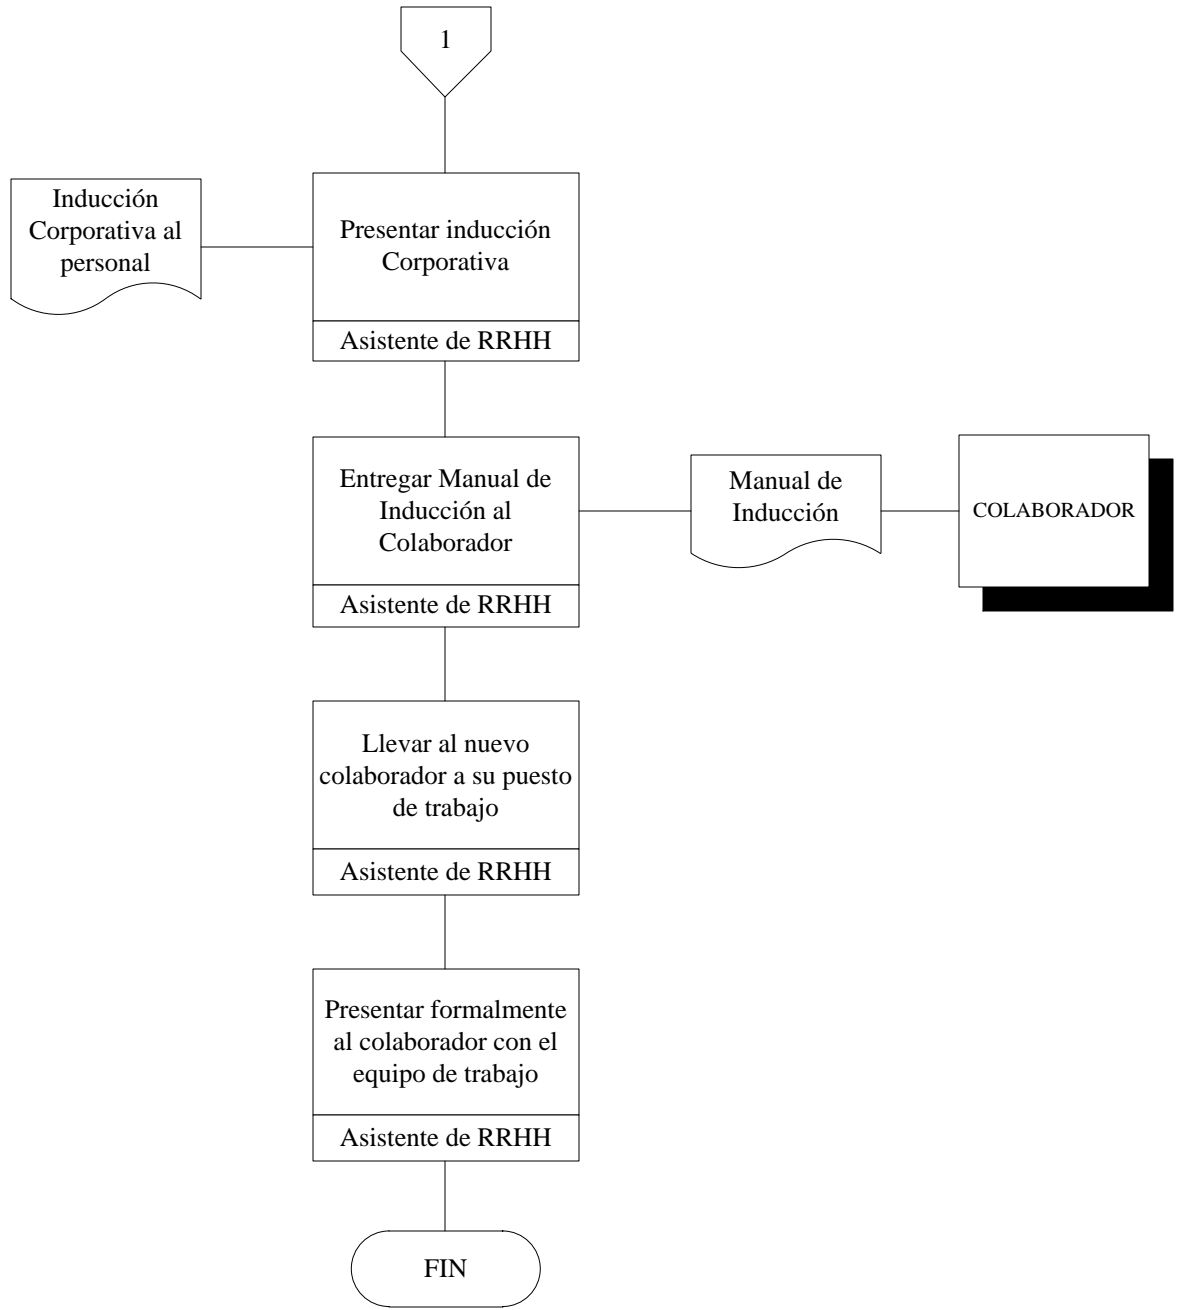 1
Inducción
Corporativa al
personal
Presentar inducción
Corporativa
Asistente de RRHH
Entregar Manual de
Inducción al
Colaborador
Asistente de RRHH
Manual de
Inducción
COLABORADOR
Llevar al nuevo
colaborador a su puesto
de trabajo
Asistente de RRHH
Presentar formalmente
al colaborador con el
equipo de trabajo
Asistente de RRHH
FIN